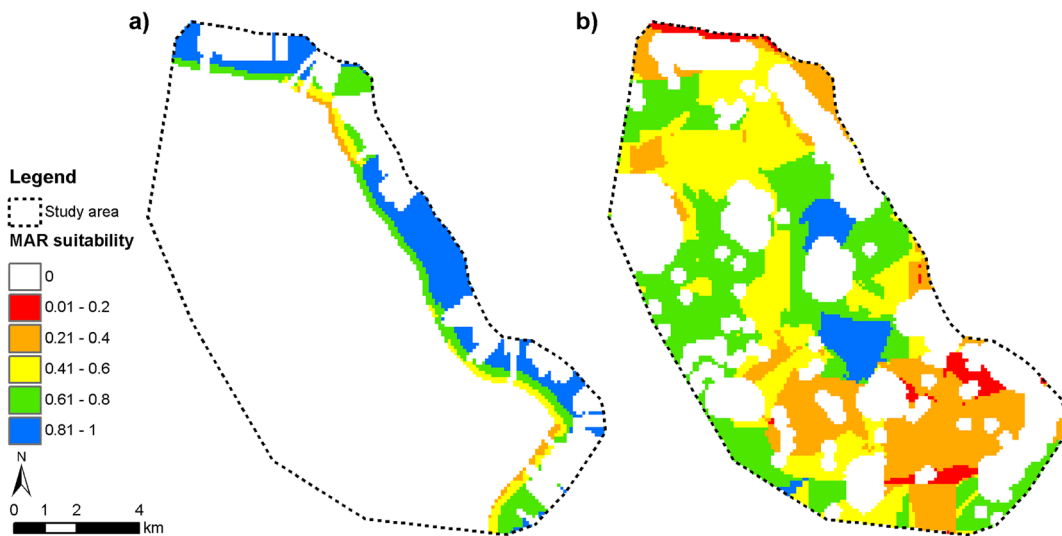 a)
b)
Legend
Study area
MAR suitability
0
0.01 - 0.2
0.21 - 0.4
0.41 - 0.6
0.61 - 0.8
0.81 - 1
N
0 1 2 4
km